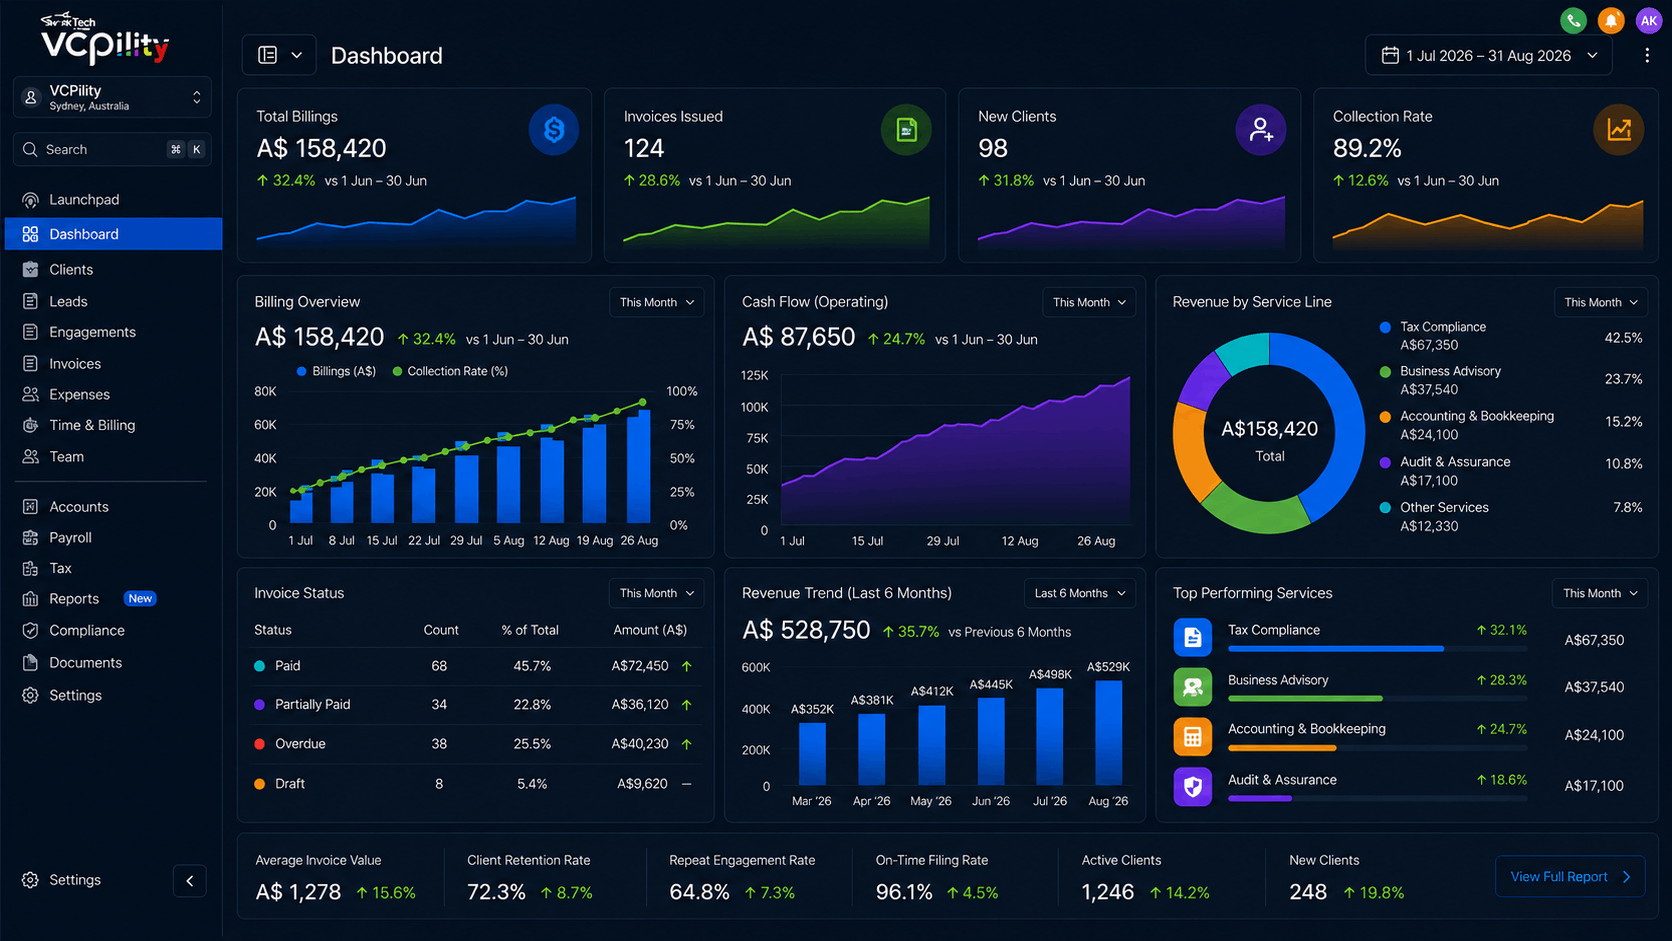 VCpility
VCPility
Sydney, Australia
Search ⌘ K
Launchpad
Dashboard
Clients
Leads
Engagements
Invoices
Expenses
Time & Billing
Team
Accounts
Payroll
Tax
Reports New
Compliance
Documents
Settings
Settings
Dashboard
AK
1 Jul 2026 – 31 Aug 2026
Total Billings
A$ 158,420
↑ 32.4% vs 1 Jun – 30 Jun
Invoices Issued
124
↑ 28.6% vs 1 Jun – 30 Jun
New Clients
98
↑ 31.8% vs 1 Jun – 30 Jun
Collection Rate
89.2%
↑ 12.6% vs 1 Jun – 30 Jun
Billing Overview This Month
A$ 158,420 ↑ 32.4% vs 1 Jun – 30 Jun
Billings (A$) Collection Rate (%)
80K 100%
60K 75%
40K 50%
20K 25%
0 0%
1 Jul 8 Jul 15 Jul 22 Jul 29 Jul 5 Aug 12 Aug 19 Aug 26 Aug
Cash Flow (Operating) This Month
A$ 87,650 ↑ 24.7% vs 1 Jun – 30 Jun
125K
100K
75K
50K
25K
0
1 Jul 15 Jul 29 Jul 12 Aug 26 Aug
Revenue by Service Line This Month
A$158,420
Total
Tax Compliance
A$67,350 42.5%
Business Advisory
A$37,540 23.7%
Accounting & Bookkeeping
A$24,100 15.2%
Audit & Assurance
A$17,100 10.8%
Other Services
A$12,330 7.8%
Invoice Status This Month
Status Count % of Total Amount (A$)
Paid 68 45.7% A$72,450 ↑
Partially Paid 34 22.8% A$36,120 ↑
Overdue 38 25.5% A$40,230 ↑
Draft 8 5.4% A$9,620 —
Revenue Trend (Last 6 Months) Last 6 Months
A$ 528,750 ↑ 35.7% vs Previous 6 Months
600K
400K
200K
0
A$352K A$381K A$412K A$445K A$498K A$529K
Mar ‘26 Apr ‘26 May ‘26 Jun ‘26 Jul ‘26 Aug ‘26
Top Performing Services This Month
Tax Compliance ↑ 32.1% A$67,350
Business Advisory ↑ 28.3% A$37,540
Accounting & Bookkeeping ↑ 24.7% A$24,100
Audit & Assurance ↑ 18.6% A$17,100
Average Invoice Value
A$ 1,278 ↑ 15.6%
Client Retention Rate
72.3% ↑ 8.7%
Repeat Engagement Rate
64.8% ↑ 7.3%
On-Time Filing Rate
96.1% ↑ 4.5%
Active Clients
1,246 ↑ 14.2%
New Clients
248 ↑ 19.8%
View Full Report